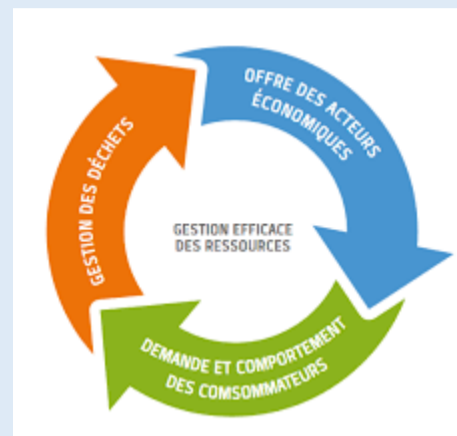 OFFRE DES ACTEURS
ÉCONOMIQUES
GESTION DES DÉCHETS
GESTION EFFICACE
DES RESSOURCES
DEMANDE ET COMPORTEMENT
DES COMSOMMATEURS